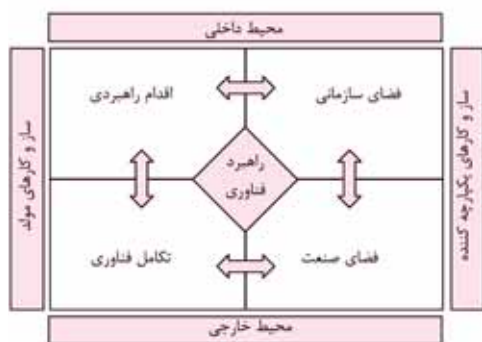 محیط داخلی
ساز و کارهای یکپارچه کننده
فضای سازمانی
اقدام راهبردی
راهبرد
فناوری
فضای صنعت
تکامل فناوری
ساز و کارهای مولد
محیط خارجی